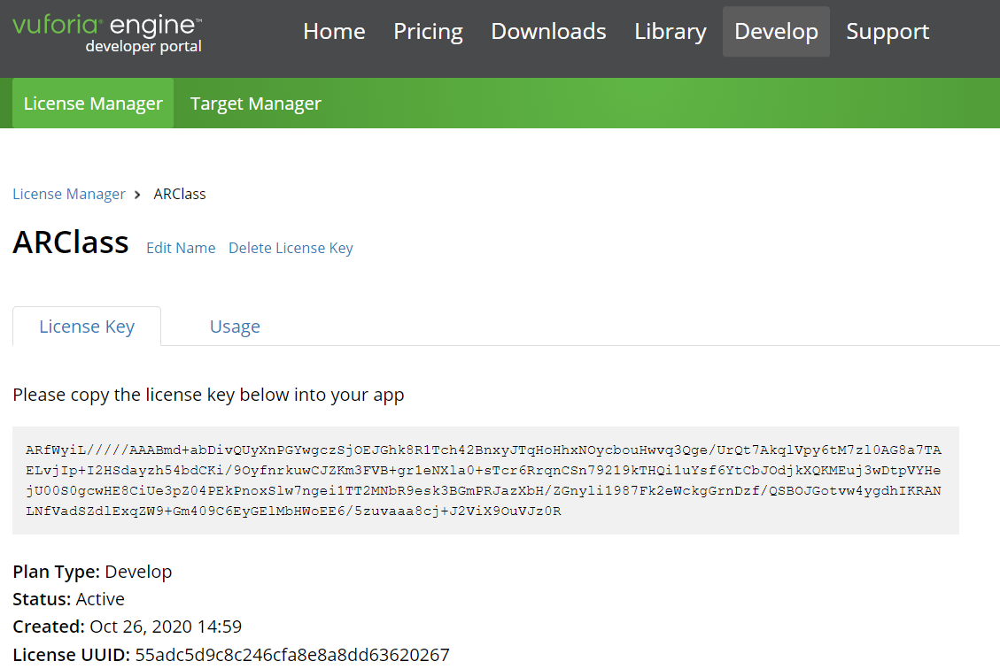 vuforia® engine™
developer portal
Home Pricing Downloads Library Develop Support
License Manager Target Manager
License Manager > ARClass
ARClass Edit Name Delete License Key
License Key Usage
Please copy the license key below into your app
ARfWyiL/////AAABmd+abDivQUyXnPGYwgczSjOEJGhk8R1Tch42BnxyJTqHoHhxNOycbouHwvq3Qge/UrQt7AkqlVpy6tM7zl0AG8a7TA
ELvjIp+I2HSdayzh54bdCKi/9OyfnrkuwCJZKm3FVB+gr1eNXla0+sTcr6RrqnCSn79219kTHQi1uYsf6YtCbJOdjkXQKMEuj3wDtpVYHe
jU00S0gcwHE8CiUe3pZ04PEkPnoxSlw7ngei1TT2MNbR9esk3BGmPRJazXbH/ZGnyli1987Fk2eWckgGrnDzf/QSBOJGotvw4ygdhIKRAN
LNfVadSZdlExqZW9+Gm409C6EyGElMbHWoEE6/5zuvaaa8cj+J2ViX9OuVJz0R
Plan Type: Develop
Status: Active
Created: Oct 26, 2020 14:59
License UUID: 55adc5d9c8c246cfa8e8a8dd63620267